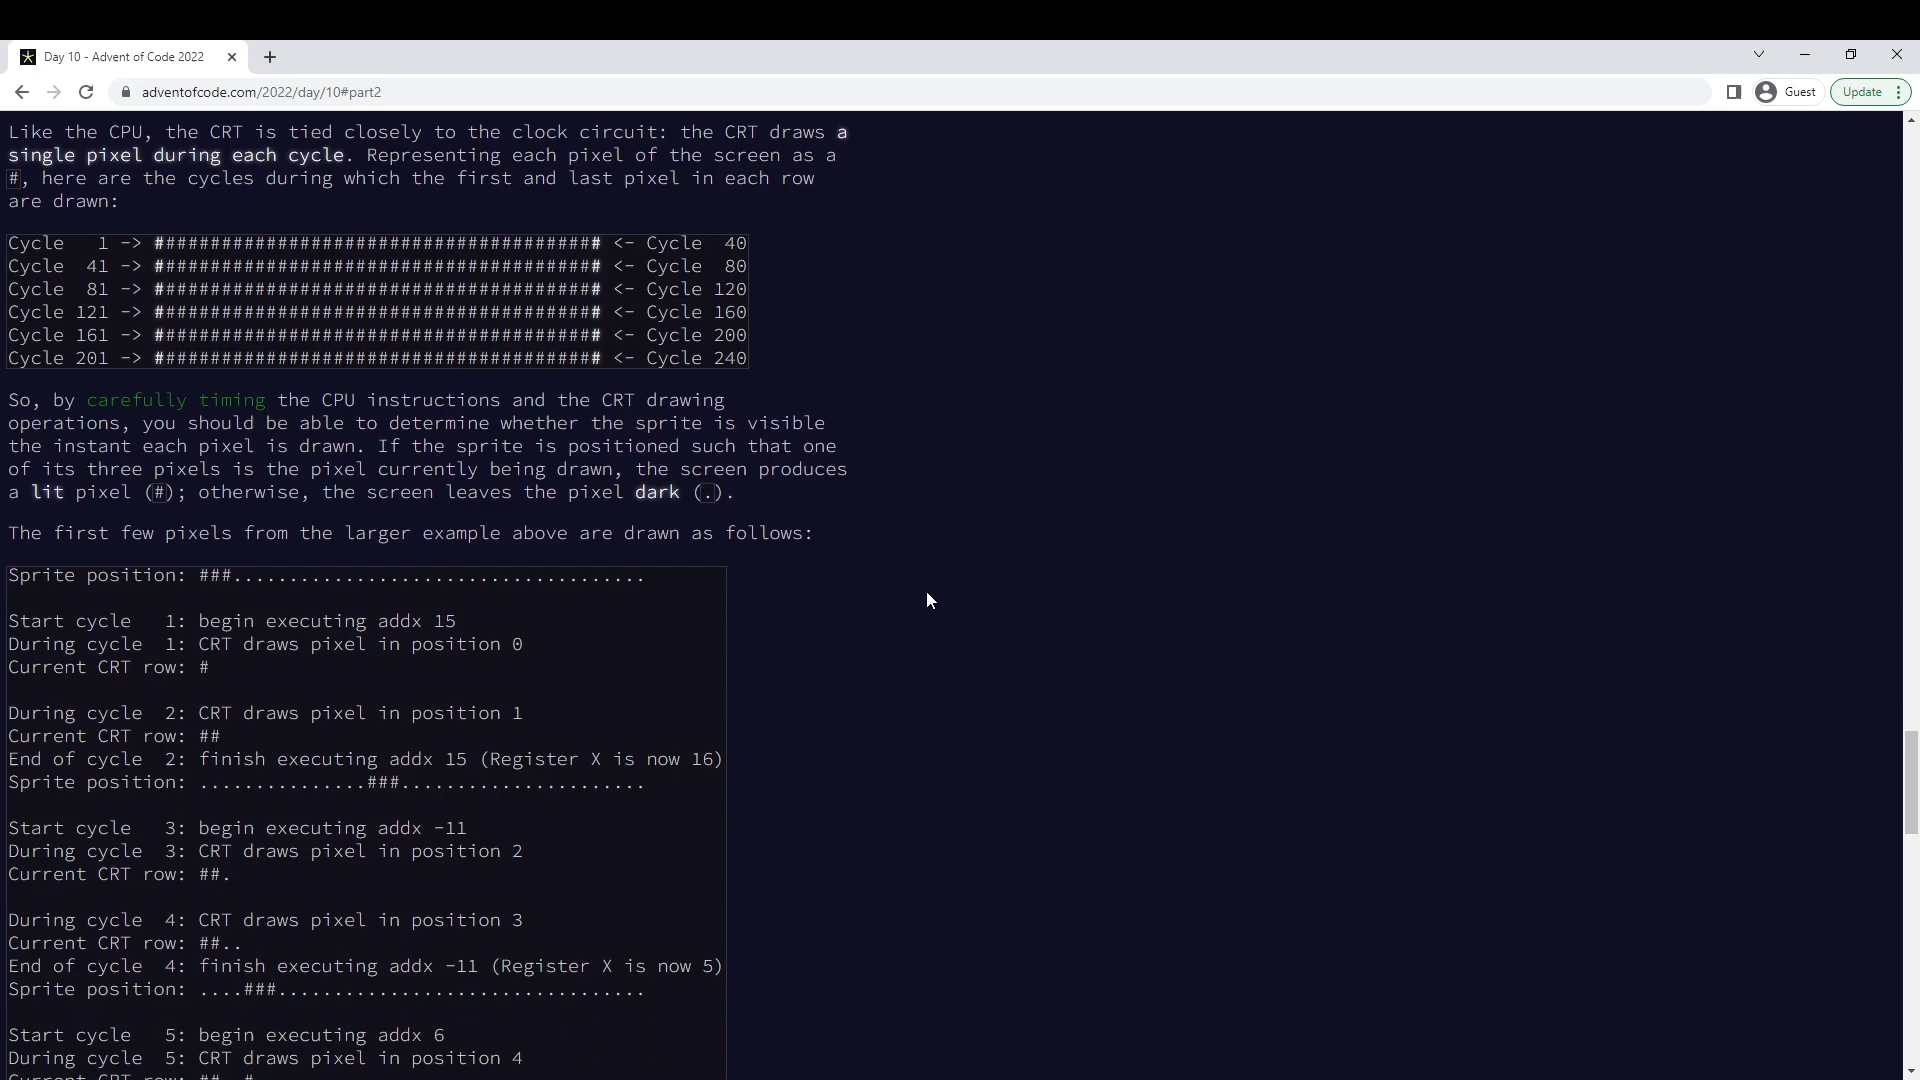 Day 10 - Advent of Code 2022
adventofcode.com/2022/day/10#part2
Guest
Update
Like the CPU, the CRT is tied closely to the clock circuit: the CRT draws a
single pixel during each cycle. Representing each pixel of the screen as a
#, here are the cycles during which the first and last pixel in each row
are drawn:
Cycle   1 -> ######################################## <- Cycle  40
Cycle  41 -> ######################################## <- Cycle  80
Cycle  81 -> ######################################## <- Cycle 120
Cycle 121 -> ######################################## <- Cycle 160
Cycle 161 -> ######################################## <- Cycle 200
Cycle 201 -> ######################################## <- Cycle 240
So, by carefully timing the CPU instructions and the CRT drawing
operations, you should be able to determine whether the sprite is visible
the instant each pixel is drawn. If the sprite is positioned such that one
of its three pixels is the pixel currently being drawn, the screen produces
a lit pixel (#); otherwise, the screen leaves the pixel dark (.).
The first few pixels from the larger example above are drawn as follows:
Sprite position: ###.....................................
Start cycle   1: begin executing addx 15
During cycle  1: CRT draws pixel in position 0
Current CRT row: #
During cycle  2: CRT draws pixel in position 1
Current CRT row: ##
End of cycle  2: finish executing addx 15 (Register X is now 16)
Sprite position: ...............###......................
Start cycle   3: begin executing addx -11
During cycle  3: CRT draws pixel in position 2
Current CRT row: ##.
During cycle  4: CRT draws pixel in position 3
Current CRT row: ##..
End of cycle  4: finish executing addx -11 (Register X is now 5)
Sprite position: ....###.................................
Start cycle   5: begin executing addx 6
During cycle  5: CRT draws pixel in position 4
Current CRT row: ##..#